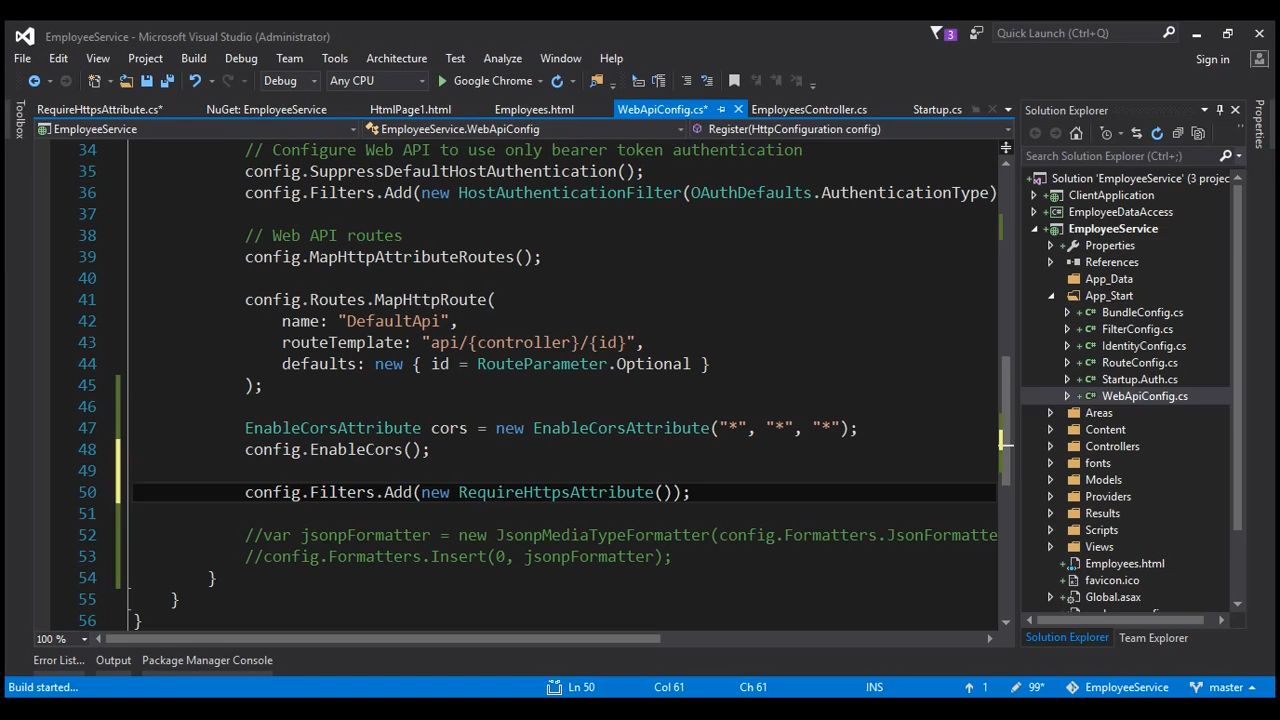 EmployeeService - Microsoft Visual Studio (Administrator)
3
Quick Launch (Ctrl+Q)
File Edit View Project Build Debug Team Tools Architecture Test Analyze Window Help
Sign in
Debug Any CPU Google Chrome
Toolbox
RequireHttpsAttribute.cs* NuGet: EmployeeService HtmlPage1.html Employees.html WebApiConfig.cs* EmployeesController.cs Startup.cs
EmployeeService EmployeeService.WebApiConfig Register(HttpConfiguration config)
34 // Configure Web API to use only bearer token authentication
35 config.SuppressDefaultHostAuthentication();
36 config.Filters.Add(new HostAuthenticationFilter(OAuthDefaults.AuthenticationType)
37
38 // Web API routes
39 config.MapHttpAttributeRoutes();
40
41 config.Routes.MapHttpRoute(
42 name: "DefaultApi",
43 routeTemplate: "api/{controller}/{id}",
44 defaults: new { id = RouteParameter.Optional }
45 );
46
47 EnableCorsAttribute cors = new EnableCorsAttribute("*", "*", "*");
48 config.EnableCors();
49
50 config.Filters.Add(new RequireHttpsAttribute());
51
52 //var jsonpFormatter = new JsonpMediaTypeFormatter(config.Formatters.JsonFormatte
53 //config.Formatters.Insert(0, jsonpFormatter);
54 }
55 }
56 }
100 %
Solution Explorer
Search Solution Explorer (Ctrl+;)
Solution 'EmployeeService' (3 projec
ClientApplication
EmployeeDataAccess
EmployeeService
Properties
References
App_Data
App_Start
BundleConfig.cs
FilterConfig.cs
IdentityConfig.cs
RouteConfig.cs
Startup.Auth.cs
WebApiConfig.cs
Areas
Content
Controllers
fonts
Models
Providers
Results
Scripts
Views
Employees.html
favicon.ico
Global.asax
Solution Explorer Team Explorer
Properties
Error List... Output Package Manager Console
Build started... Ln 50 Col 61 Ch 61 INS 1 99* EmployeeService master